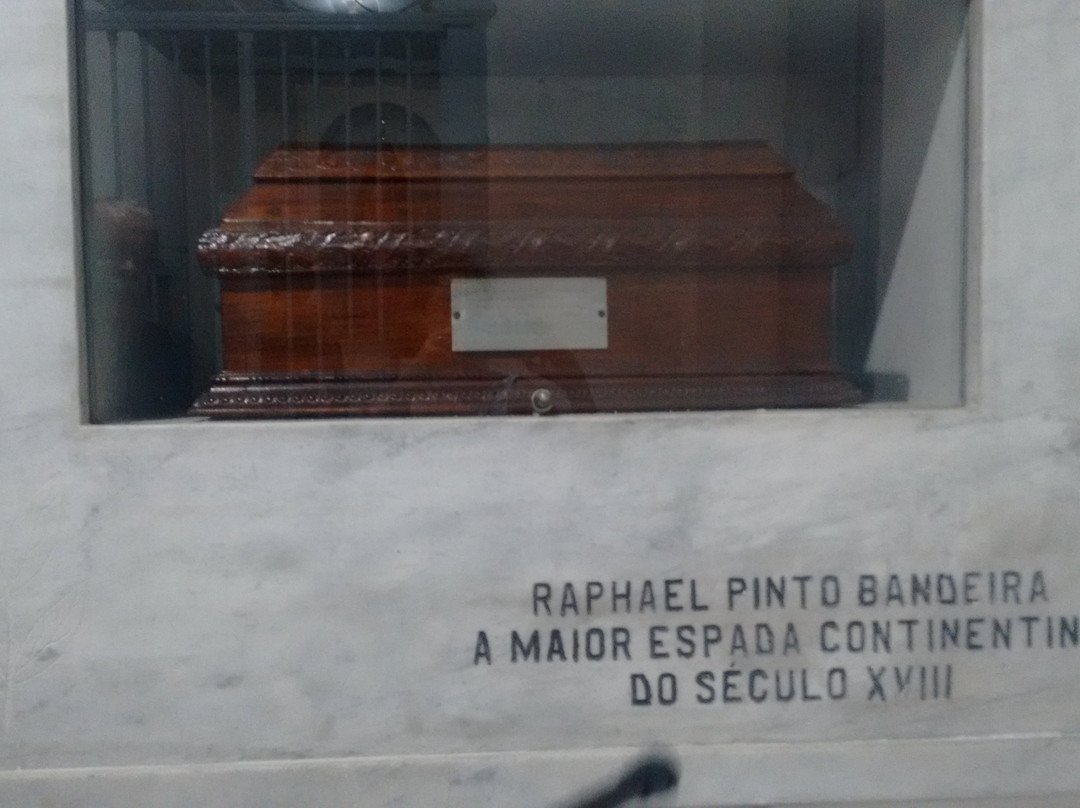 RAPHAEL PINTO BANDEIRA
A MAIOR ESPADA CONTINENTIN
DO SÉCULO XVIII